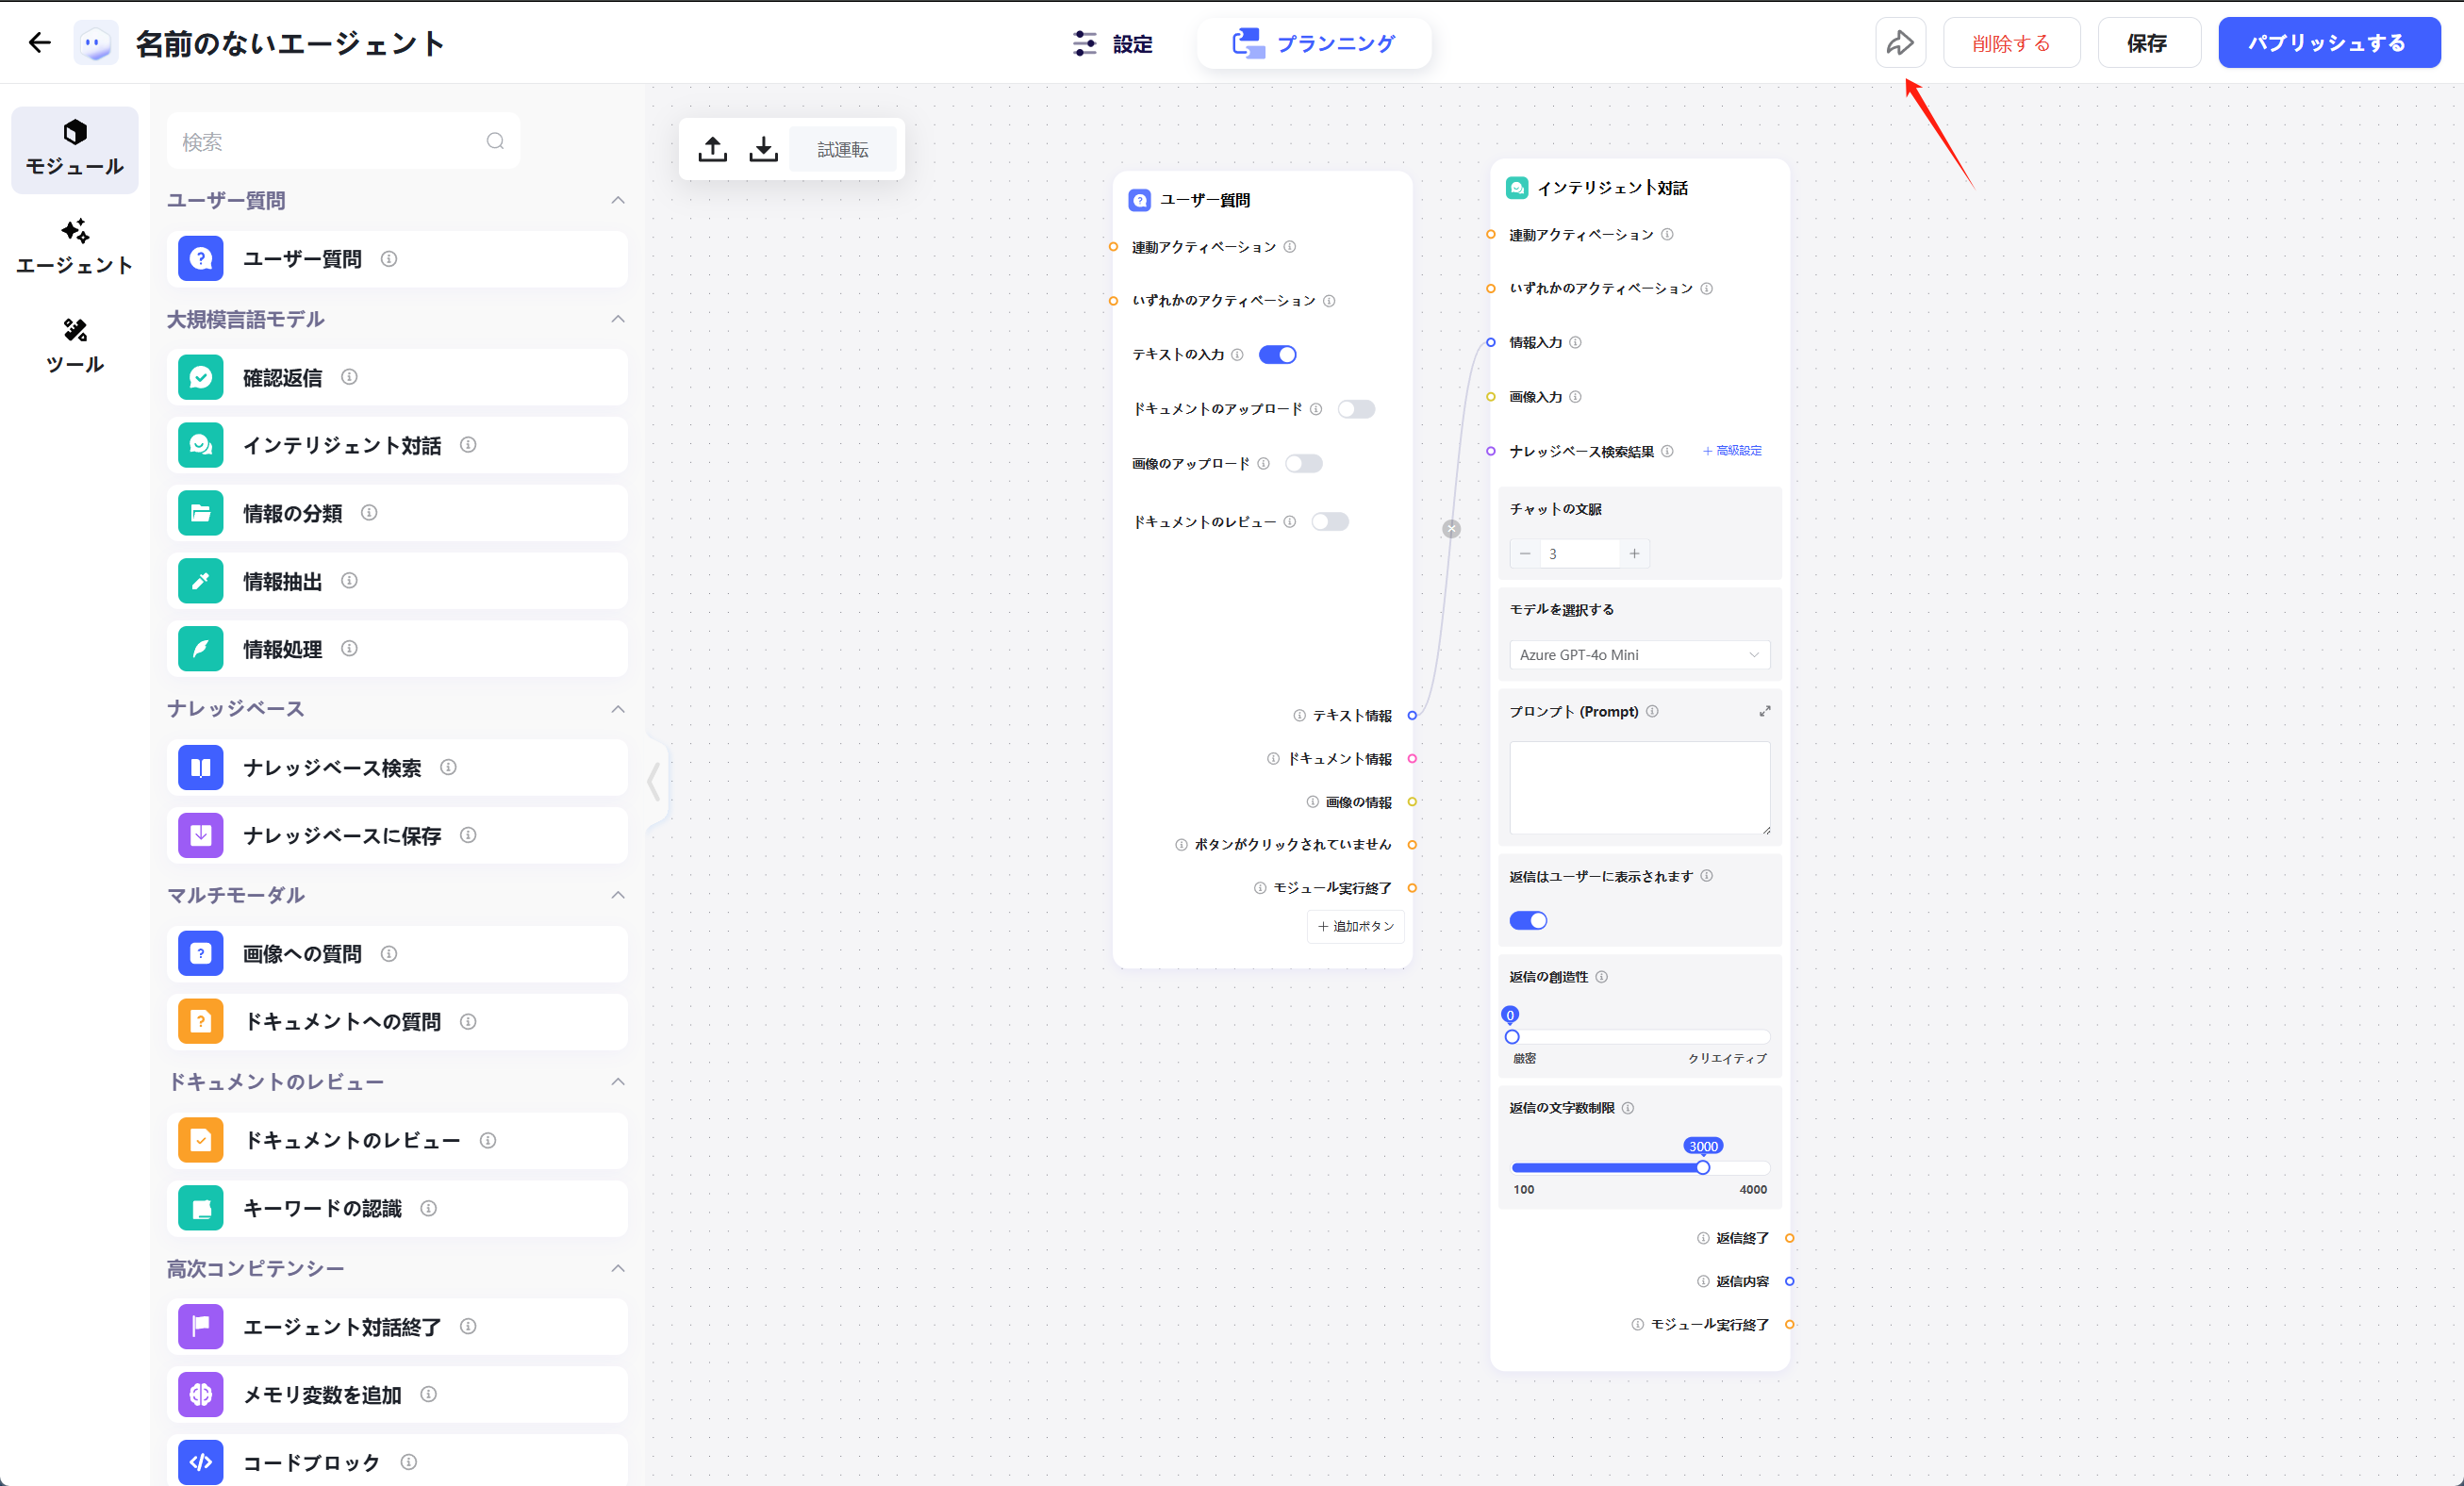 名前のないエージェント
設定
プランニング
削除する
保存
パブリッシュする
モジュール
エージェント
ツール
検索
ユーザー質問
ユーザー質問
大規模言語モデル
確認返信
インテリジェント対話
情報の分類
情報抽出
情報処理
ナレッジベース
ナレッジベース検索
ナレッジベースに保存
マルチモーダル
画像への質問
ドキュメントへの質問
ドキュメントのレビュー
ドキュメントのレビュー
キーワードの認識
高次コンピテンシー
エージェント対話終了
メモリ変数を追加
コードブロック
試運転
ユーザー質問
連動アクティベーション
いずれかのアクティベーション
テキストの入力
ドキュメントのアップロード
画像のアップロード
ドキュメントのレビュー
テキスト情報
ドキュメント情報
画像の情報
ボタンがクリックされていません
モジュール実行終了
+ 追加ボタン
インテリジェント対話
連動アクティベーション
いずれかのアクティベーション
情報入力
画像入力
ナレッジベース検索結果 + 高級設定
チャットの文脈
− 3 +
モデルを選択する
Azure GPT-4o Mini
プロンプト (Prompt)
返信はユーザーに表示されます
返信の創造性
0
厳密 クリエイティブ
返信の文字数制限
3000
100 4000
返信終了
返信内容
モジュール実行終了